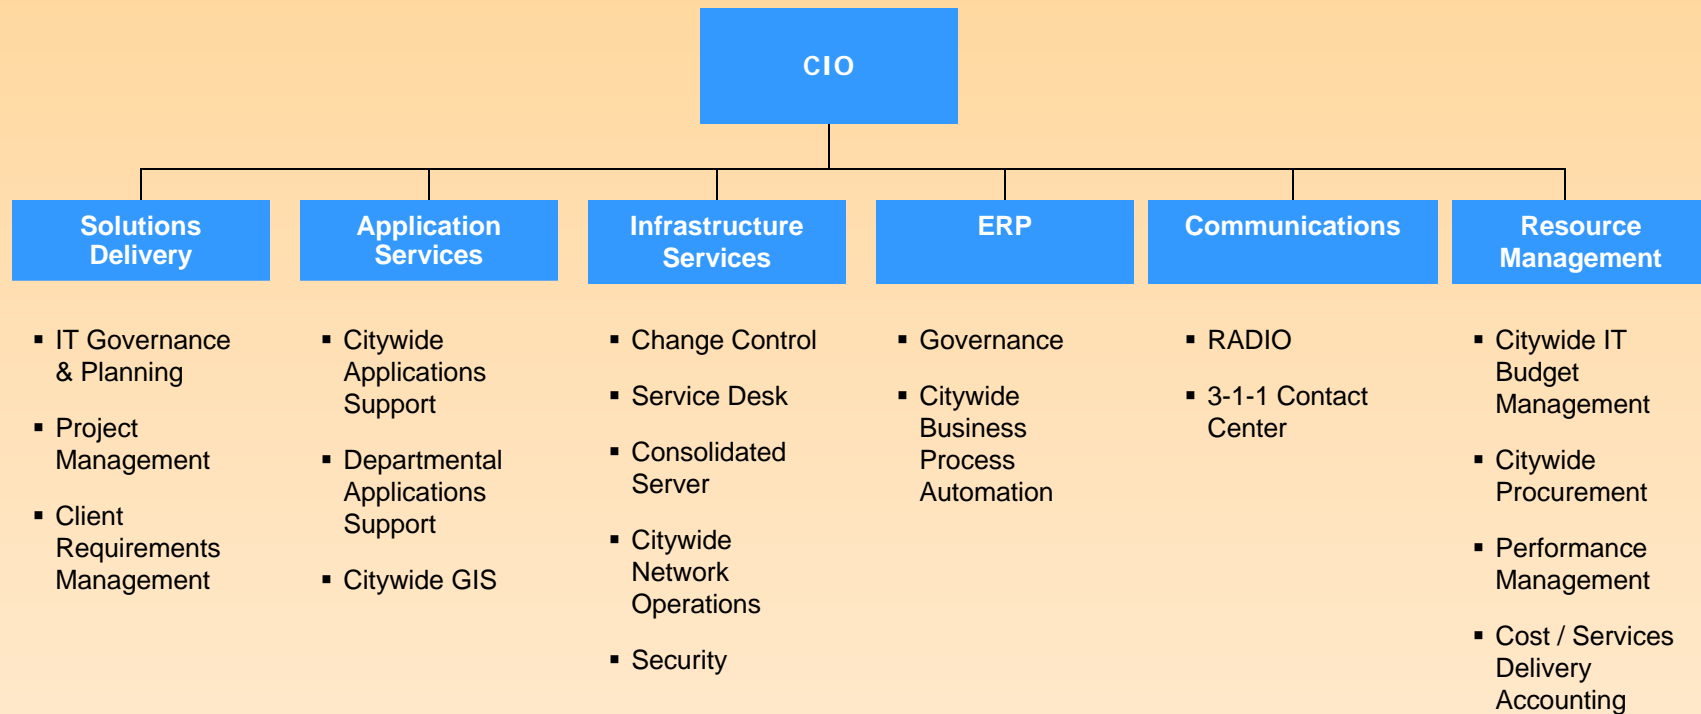 CIO
Solutions
Delivery
Application
Services
Infrastructure
Services
ERP
Communications
Resource
Management
▪ IT Governance
& Planning
▪ Project
Management
▪ Client
Requirements
Management
▪ Citywide
Applications
Support
▪ Departmental
Applications
Support
▪ Citywide GIS
▪ Change Control
▪ Service Desk
▪ Consolidated
Server
▪ Citywide
Network
Operations
▪ Security
▪ Governance
▪ Citywide
Business
Process
Automation
▪ RADIO
▪ 3-1-1 Contact
Center
▪ Citywide IT
Budget
Management
▪ Citywide
Procurement
▪ Performance
Management
▪ Cost / Services
Delivery
Accounting